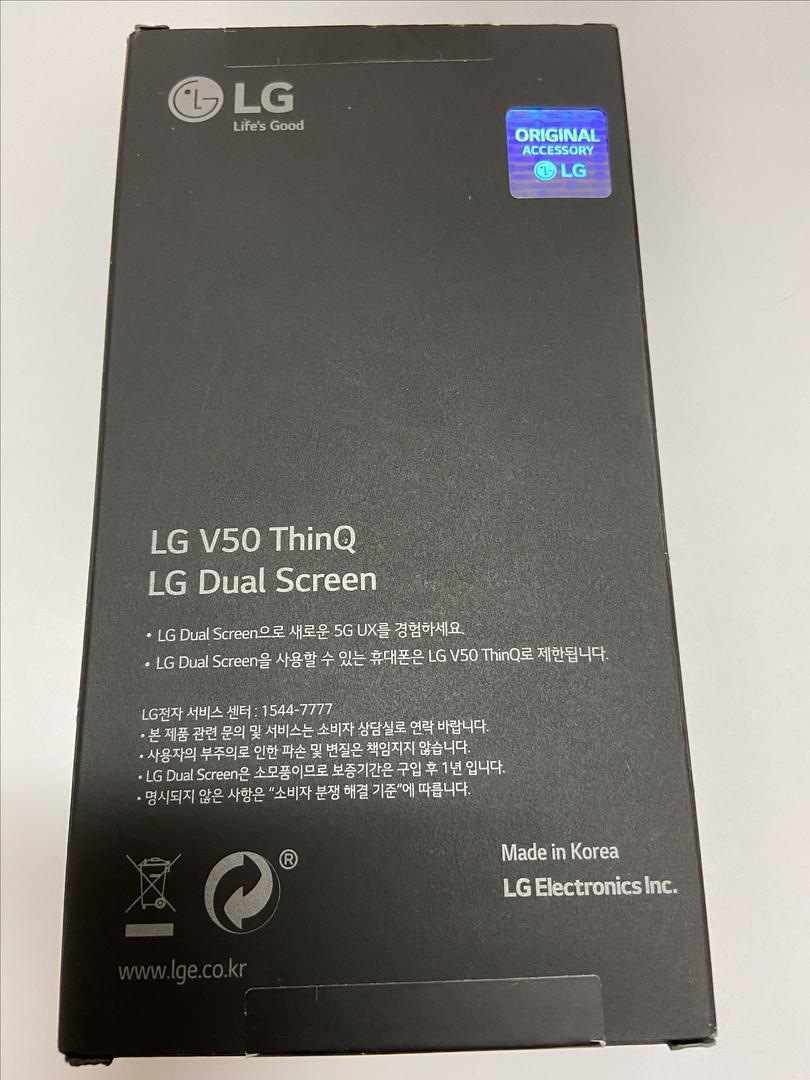 LG
Life's Good
ORIGINAL
ACCESSORY
LG
LG V50 ThinQ
LG Dual Screen
• LG Dual Screen으로 새로운 5G UX를 경험하세요.
• LG Dual Screen을 사용할 수 있는 휴대폰은 LG V50 ThinQ로 제한됩니다.
LG전자 서비스 센터 : 1544-7777
• 본 제품 관련 문의 및 서비스는 소비자 상담실로 연락 바랍니다.
• 사용자의 부주의로 인한 파손 및 변질은 책임지지 않습니다.
• LG Dual Screen은 소모품이므로 보증기간은 구입 후 1년 입니다.
• 명시되지 않은 사항은 “소비자 분쟁 해결 기준”에 따릅니다.
®
Made in Korea
LG Electronics Inc.
www.lge.co.kr